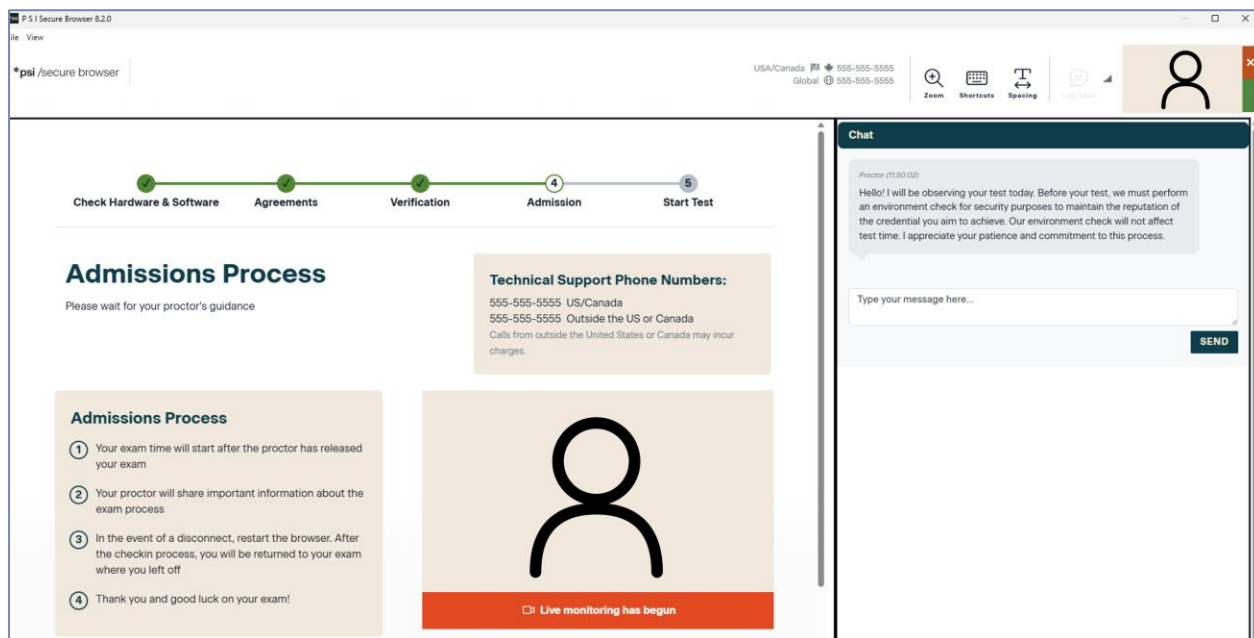 psi P S I Secure Browser 8.2.0
ile View
*psi /secure browser
USA/Canada 555-555-5555
Global 555-555-5555
Zoom
Shortcuts
Spacing
Live Chat
✓ ✓ ✓ 4 5
Check Hardware & Software Agreements Verification Admission Start Test
Admissions Process
Please wait for your proctor's guidance
Technical Support Phone Numbers:
555-555-5555 US/Canada
555-555-5555 Outside the US or Canada
Calls from outside the United States or Canada may incur
charges.
Admissions Process
1 Your exam time will start after the proctor has released
your exam
2 Your proctor will share important information about the
exam process
3 In the event of a disconnect, restart the browser. After
the checkin process, you will be returned to your exam
where you left off
4 Thank you and good luck on your exam!
Live monitoring has begun
Chat
Proctor (11:50:02)
Hello! I will be observing your test today. Before your test, we must perform
an environment check for security purposes to maintain the reputation of
the credential you aim to achieve. Our environment check will not affect
test time. I appreciate your patience and commitment to this process.
Type your message here...
SEND